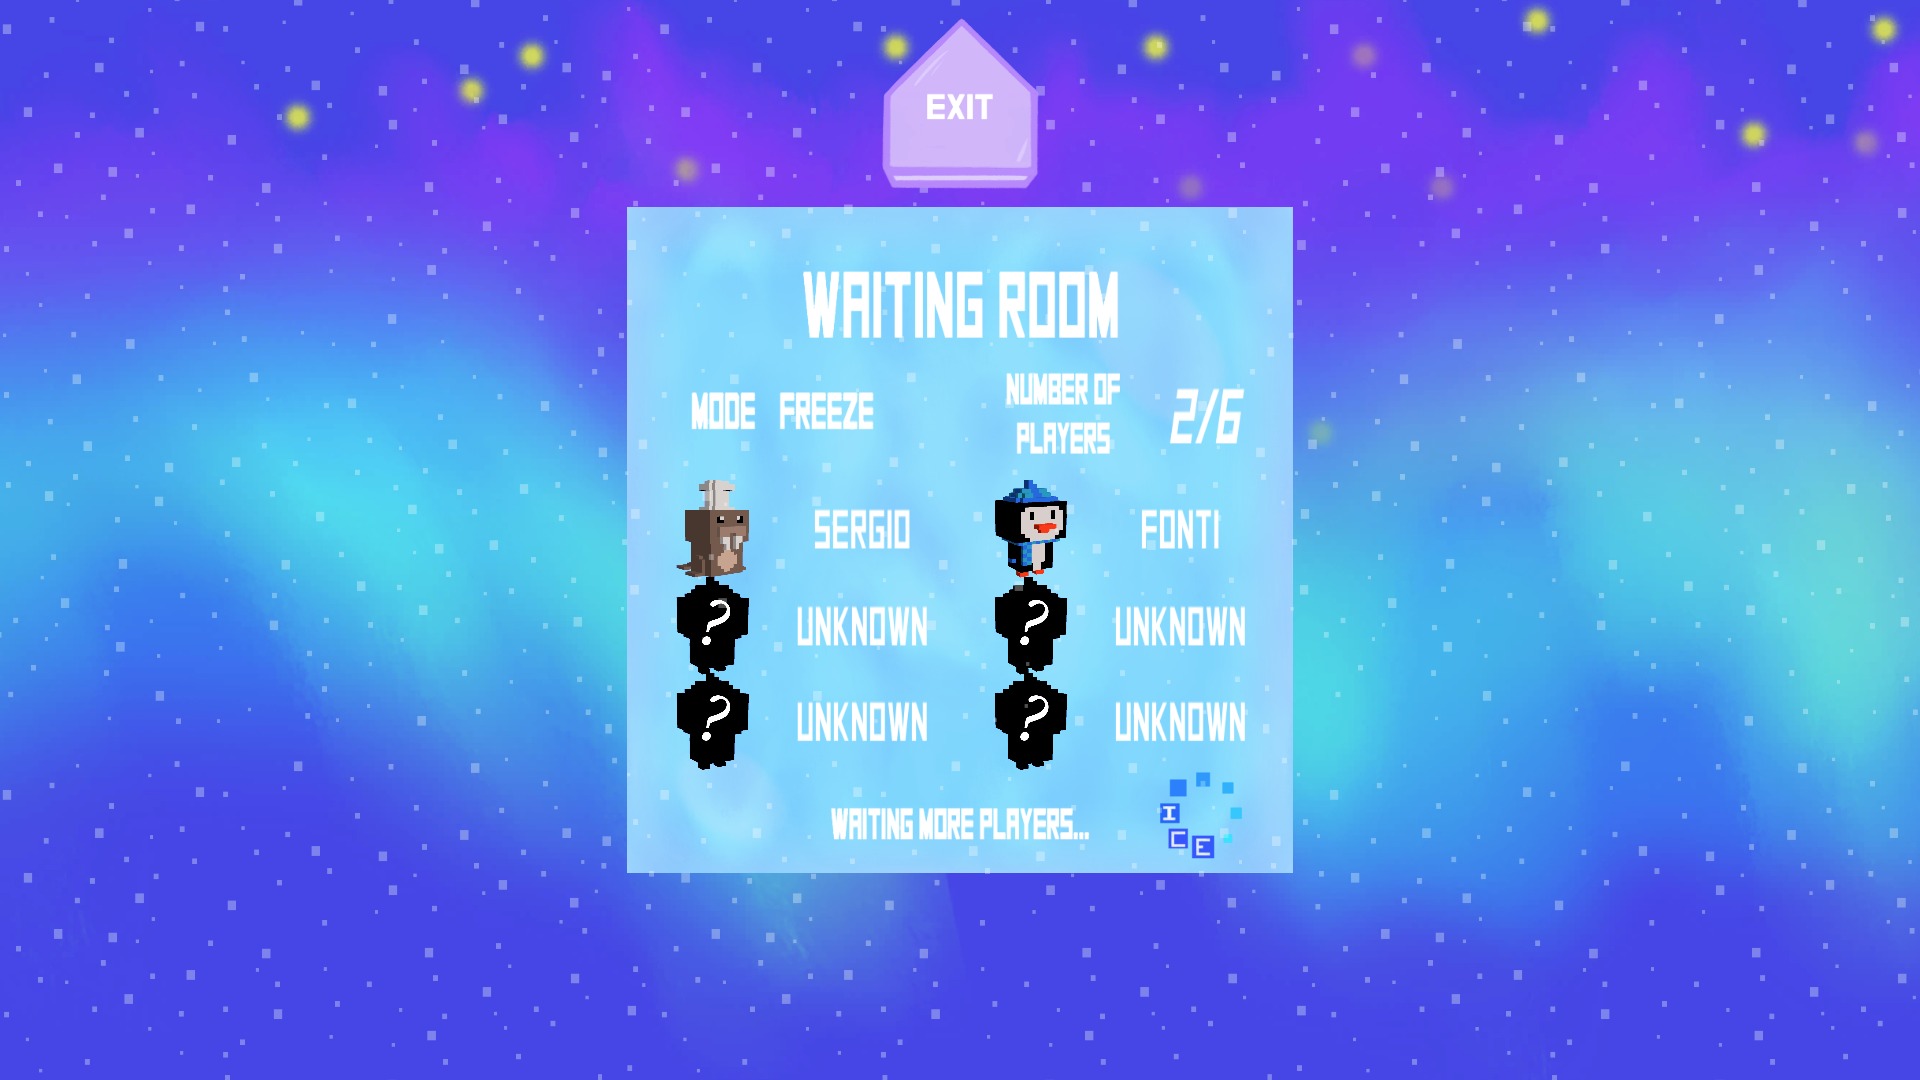 EXIT
WAITING ROOM
MODE FREEZE
NUMBER OF
PLAYERS
2/6
SERGIO
FONTI
?
UNKNOWN
?
UNKNOWN
?
UNKNOWN
?
UNKNOWN
WAITING MORE PLAYERS...
ICE